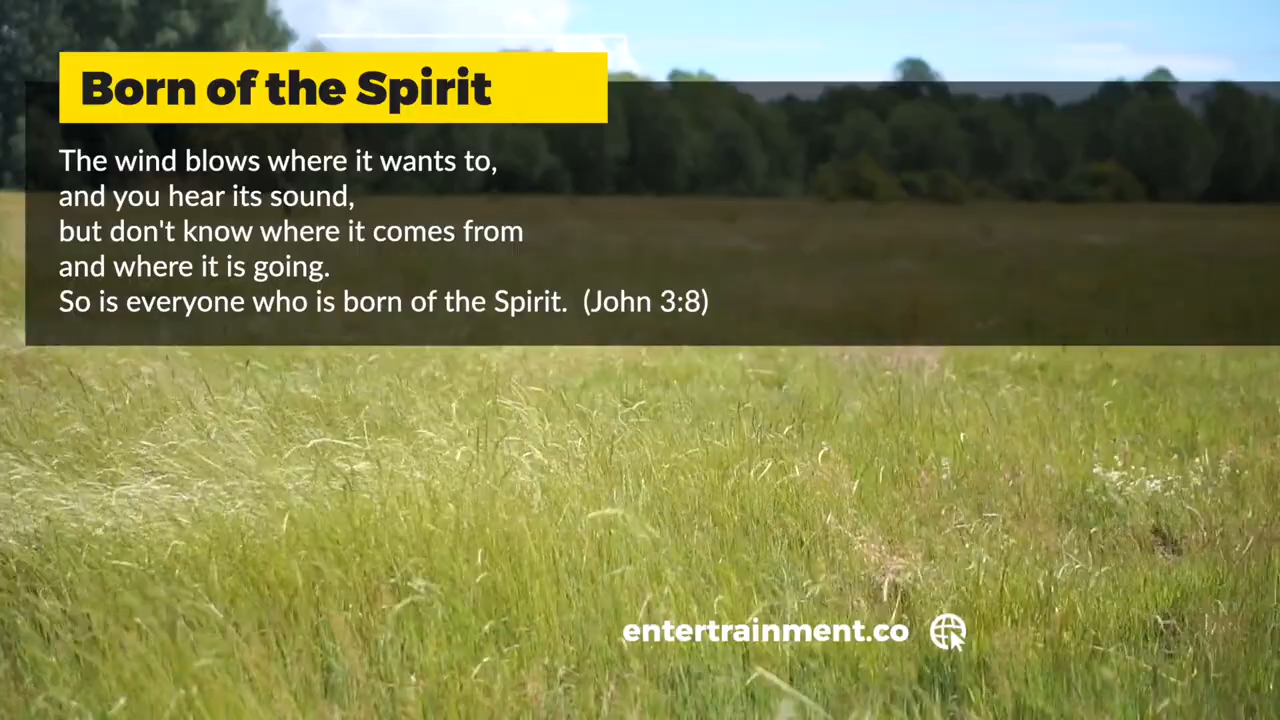 Born of the Spirit
The wind blows where it wants to,
and you hear its sound,
but don't know where it comes from
and where it is going.
So is everyone who is born of the Spirit.  (John 3:8)
entertrainment.co